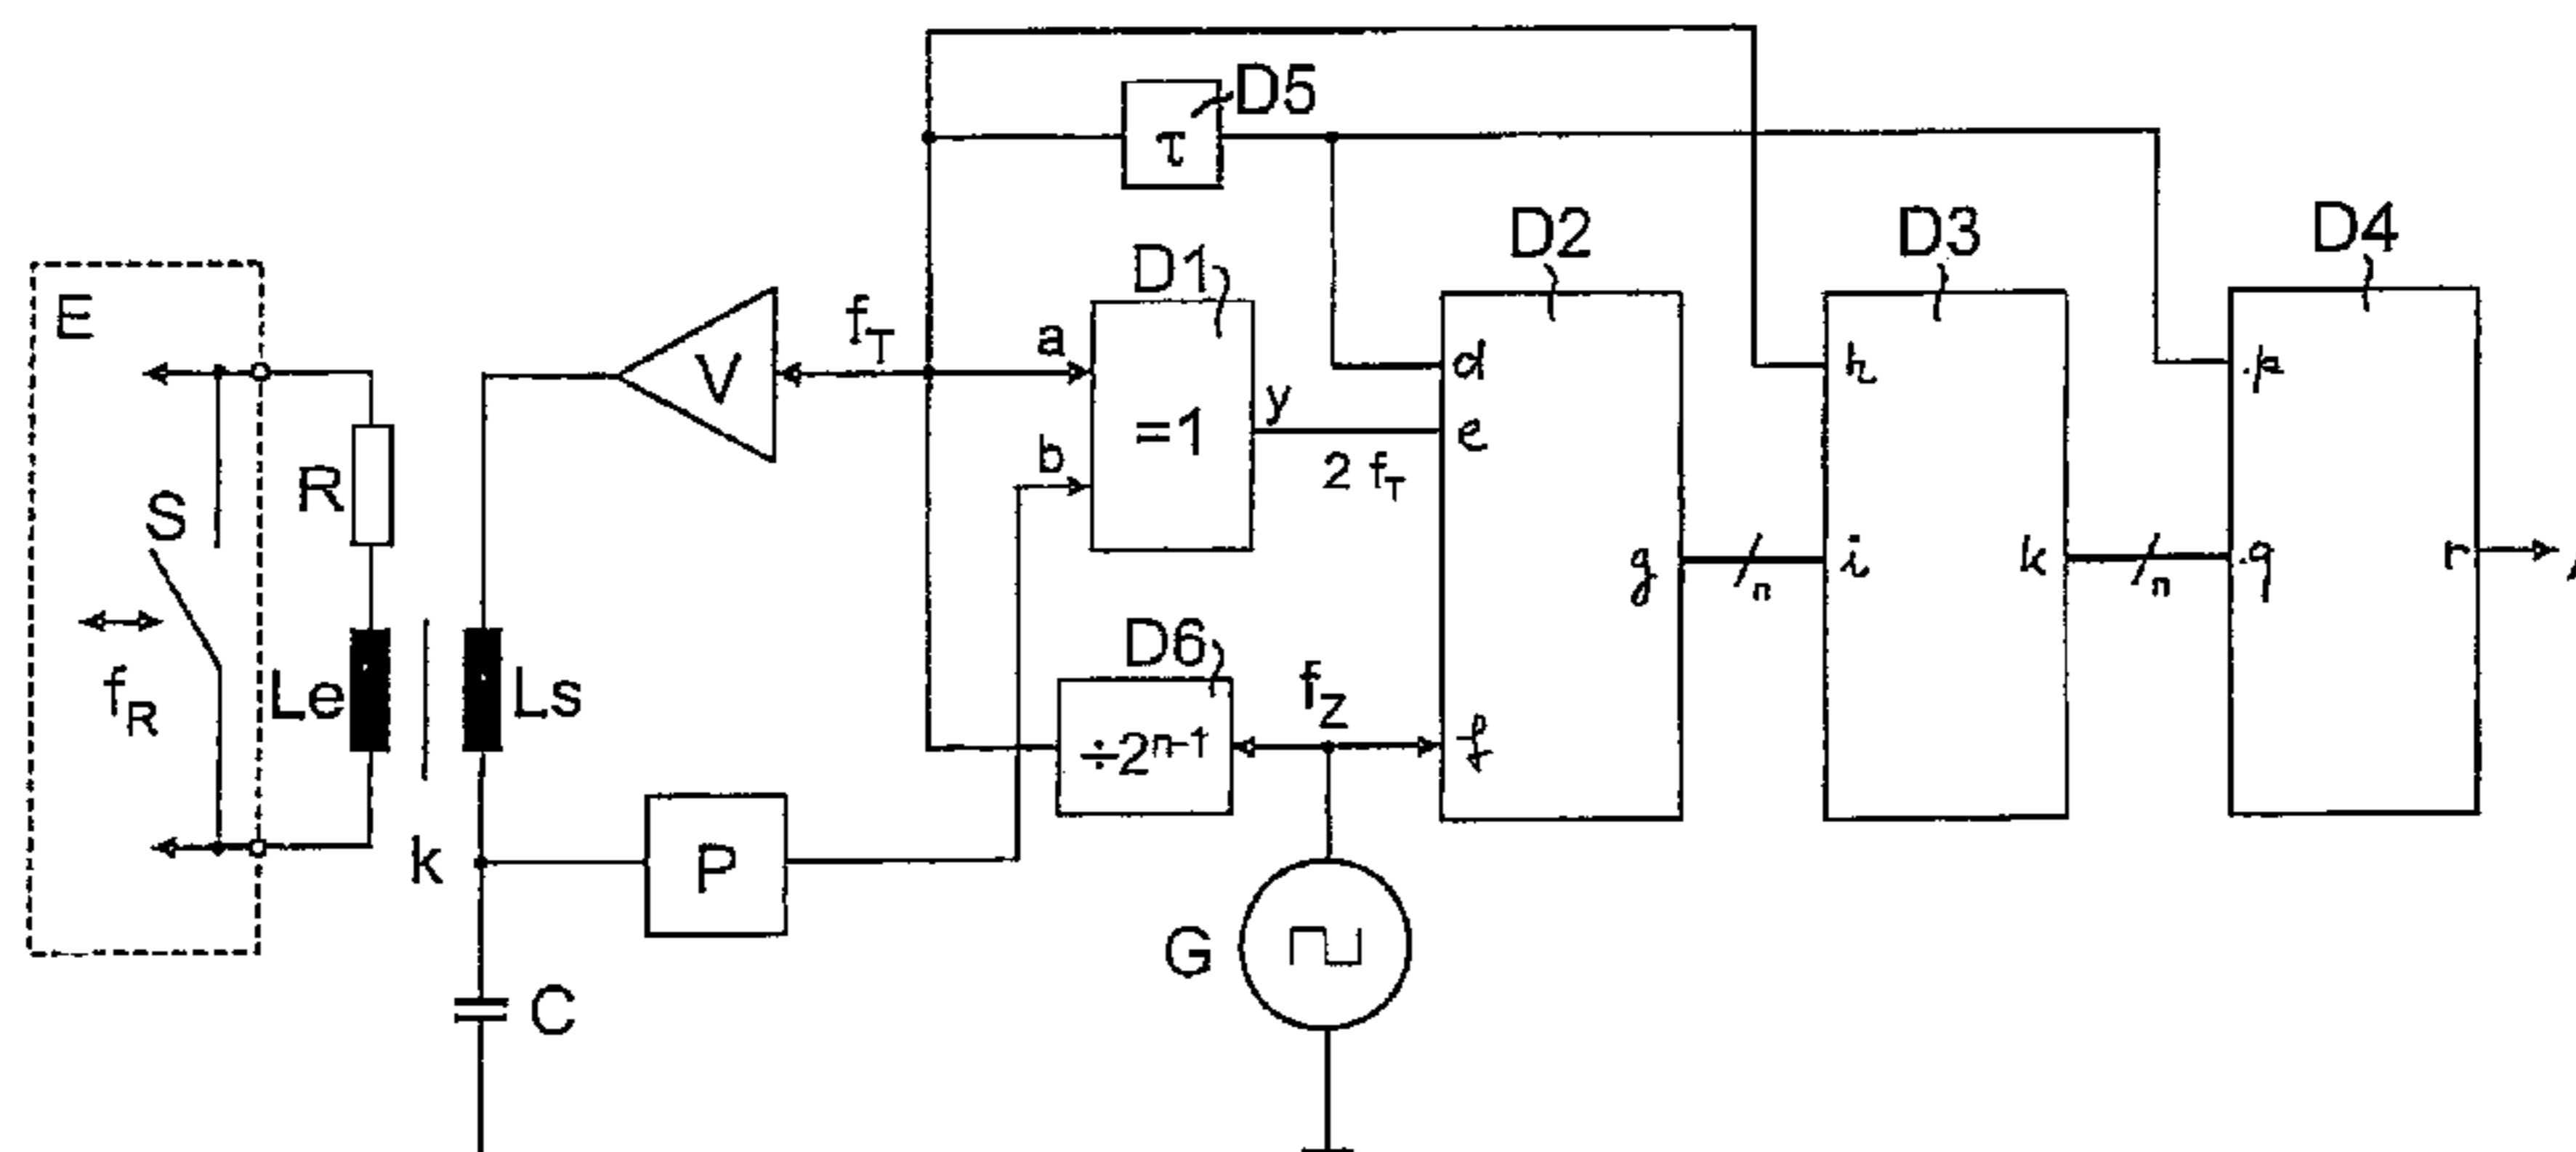 D5
τ
D1
D2
D3
D4
E
f_T
a
V
d
h
p
=1
y
e
R
b
2 f_T
S
g
n
i
k
n
q
r
f_R
Le
Ls
D6
÷2^{n-1}
f_Z
f
k
P
G
C